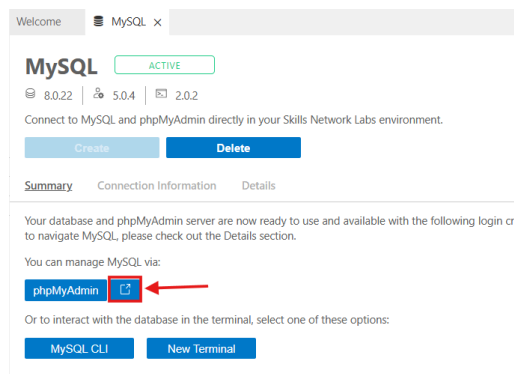 Welcome MySQL
MySQL ACTIVE
8.0.22 5.0.4 2.0.2
Connect to MySQL and phpMyAdmin directly in your Skills Network Labs environment.
Create Delete
Summary Connection Information Details
Your database and phpMyAdmin server are now ready to use and available with the following login cr
to navigate MySQL, please check out the Details section.
You can manage MySQL via:
phpMyAdmin
Or to interact with the database in the terminal, select one of these options:
MySQL CLI New Terminal